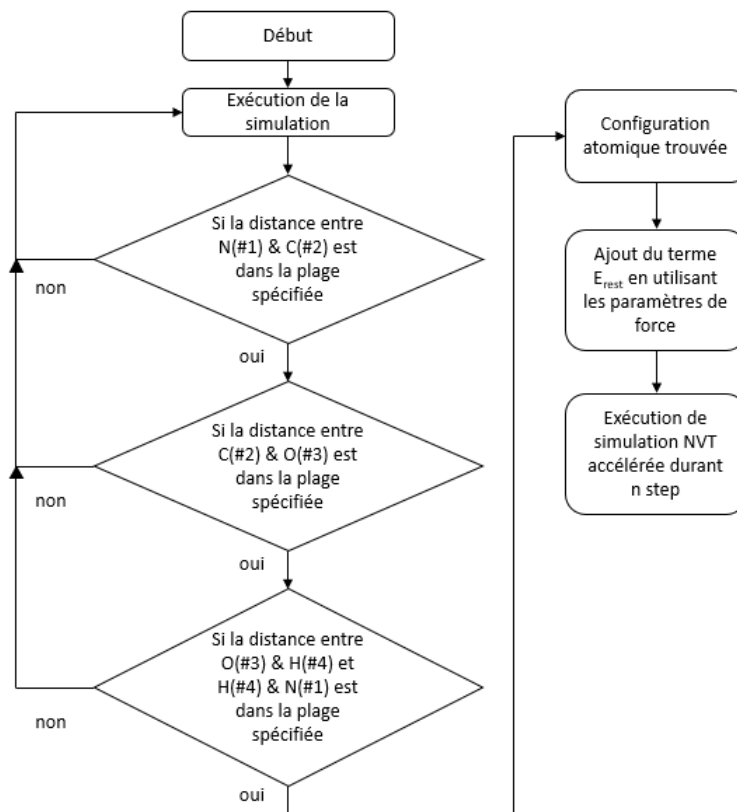 Début
Exécution de la
simulation
Si la distance entre
N(#1) & C(#2) est
dans la plage
spécifiée
non
oui
Si la distance entre
C(#2) & O(#3) est
dans la plage
spécifiée
non
oui
Si la distance entre
O(#3) & H(#4) et
H(#4) & N(#1) est
dans la plage
spécifiée
non
oui
Configuration
atomique trouvée
Ajout du terme
E_rest en utilisant
les paramètres de
force
Exécution de
simulation NVT
accélérée durant
n step